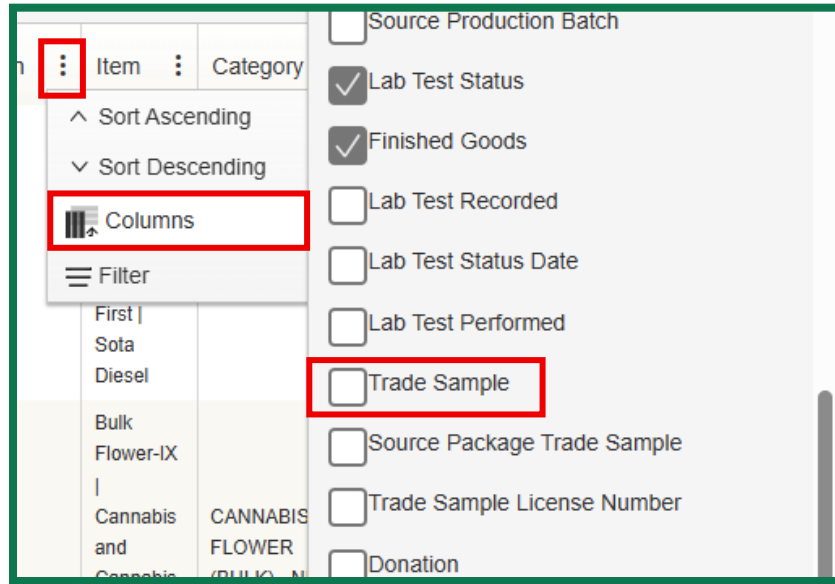 Item
Category
Sort Ascending
Sort Descending
Columns
Filter
First |
Sota
Diesel
Bulk
Flower-IX
|
Cannabis
and
Cannabis
CANNABIS
FLOWER
(BULK) - N
Source Production Batch
Lab Test Status
Finished Goods
Lab Test Recorded
Lab Test Status Date
Lab Test Performed
Trade Sample
Source Package Trade Sample
Trade Sample License Number
Donation